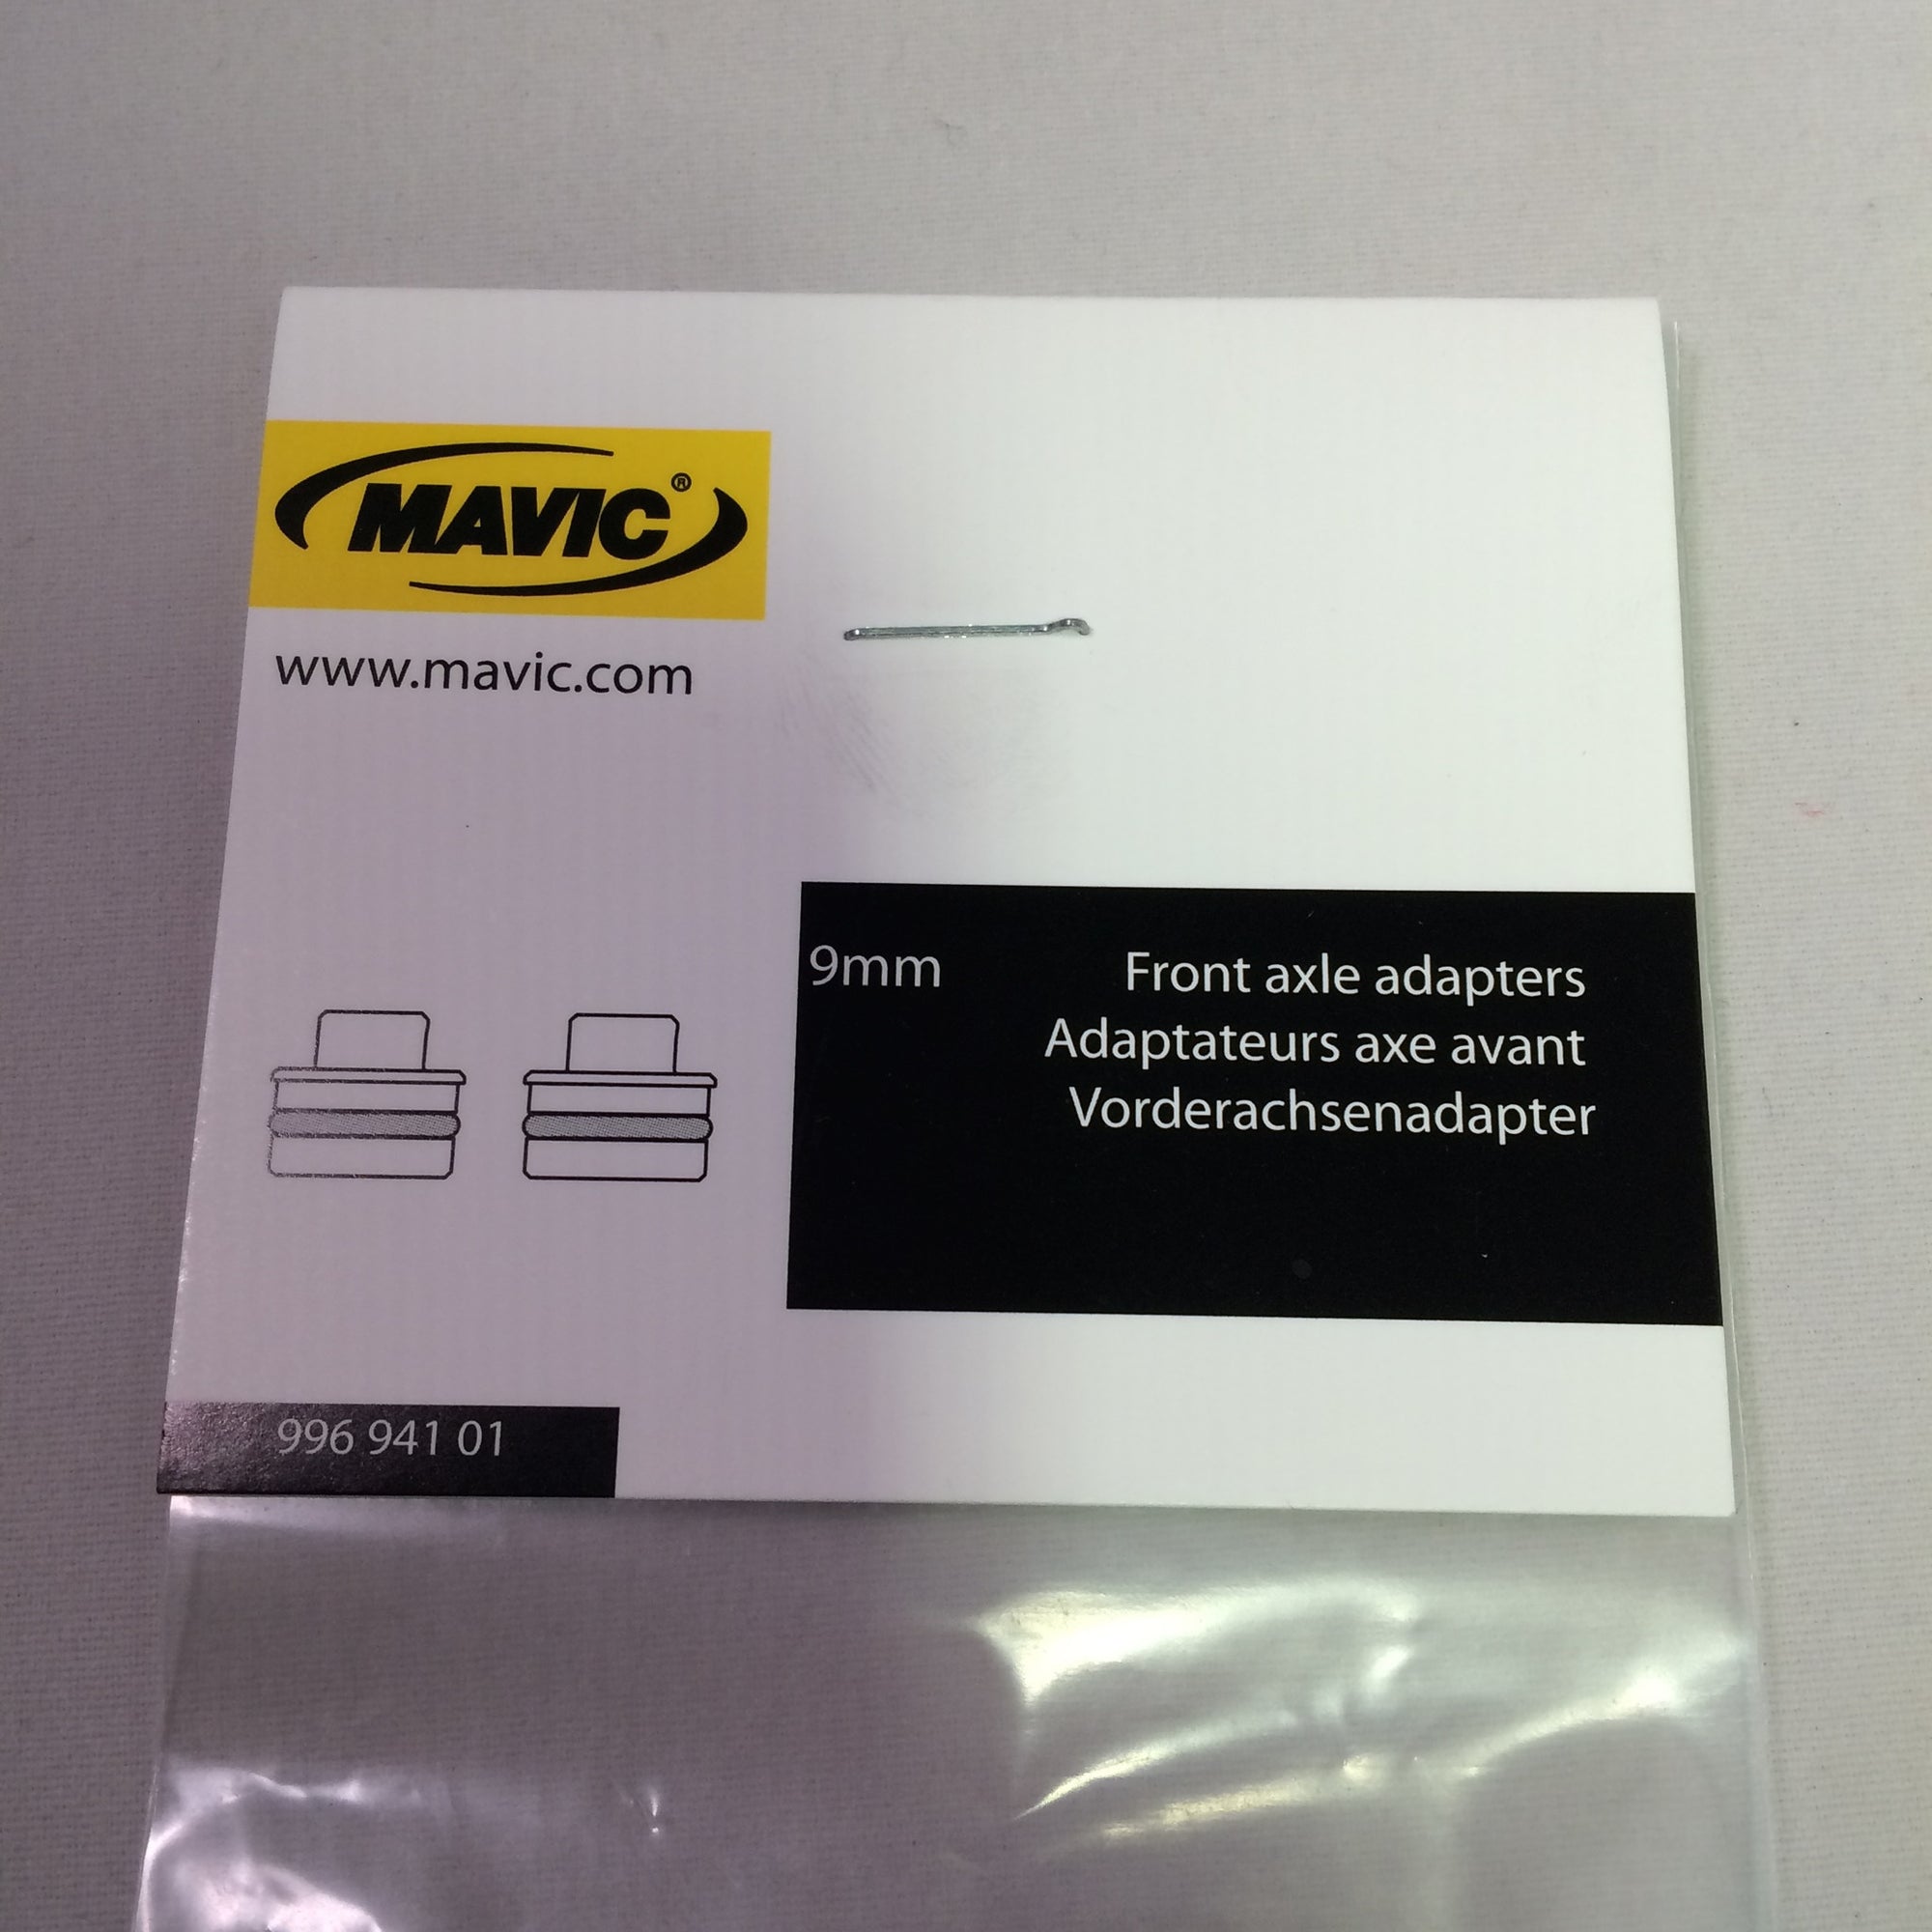 MAVIC®
www.mavic.com
9mm
Front axle adapters
Adaptateurs axe avant
Vorderachsenadapter
996 941 01